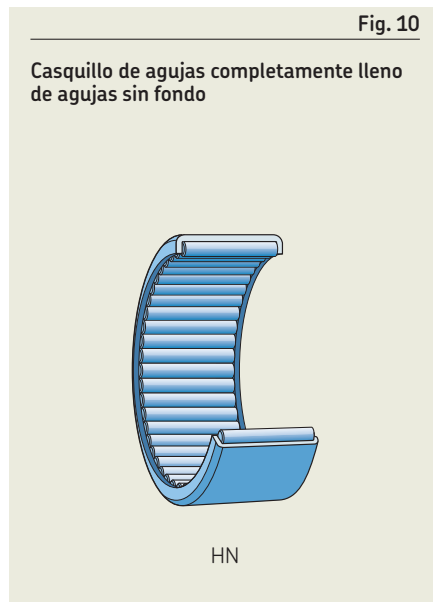 Fig. 10
Casquillo de agujas completamente lleno
de agujas sin fondo
HN